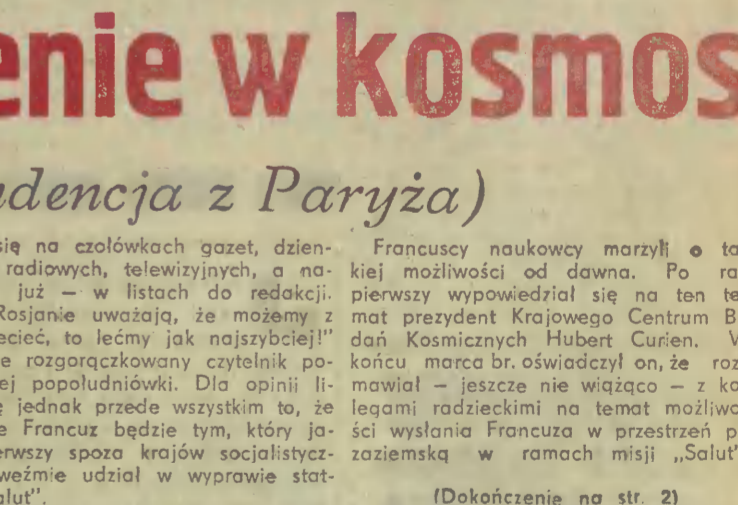 enie w kosmos
dencja z Paryża)
się na czołówkach gazet, dzien-
radiowych, telewizyjnych, a na-
już — w listach do redakcji.
Rosjanie uważają, że możemy z
ecieć, to lećmy jak najszybciej!"
e rozgorączkowany czytelnik po-
ej popołudniówki. Dla opinii li-
ę jednak przede wszystkim to, że
e Francuz będzie tym, który ja-
erwszy spoza krajów socjalistycz-
weźmie udział w wyprawie stat-
alut".
Francuscy naukowcy marzyli o ta
kiej możliwości od dawna. Po ra
pierwszy wypowiedział się na ten te
mat prezydent Krajowego Centrum B
dań Kosmicznych Hubert Curien. W
końcu marca br. oświadczył on, że roz
mawiał — jeszcze nie wiążąco — z ko
legami radzieckimi na temat możliwo
ści wysłania Francuza w przestrzeń p
zaziemską w ramach misji „Salut"
(Dokończenie na str. 2)